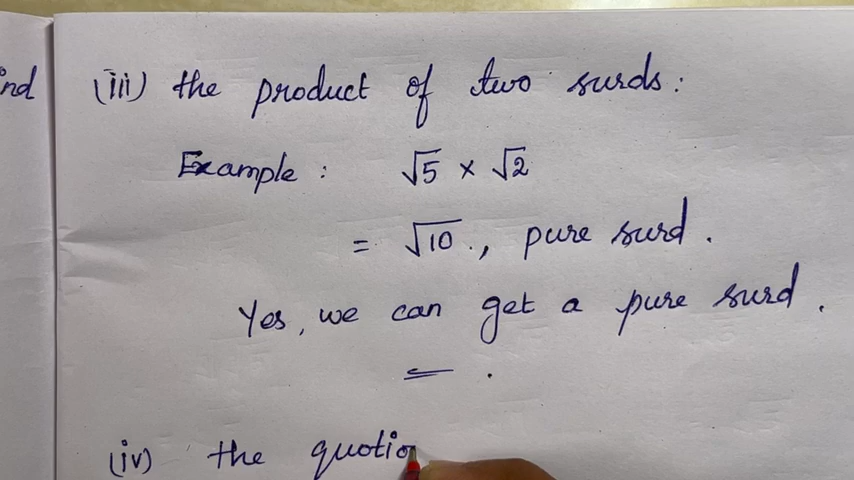 ind
(iii) the product of two surds:
Example : √5 × √2
= √10., pure surd.
Yes, we can get a pure surd.
(iv) the quotio